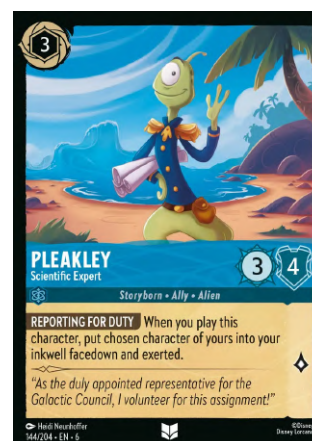 3
PLEAKLEY
Scientific Expert
3 4
Storyborn • Ally • Alien
REPORTING FOR DUTY When you play this
character, put chosen character of yours into your
inkwell facedown and exerted.
"As the duly appointed representative for the
Galactic Council, I volunteer for this assignment!"
Heidi Neunhoffer
©Disney
144/204 • EN • 6
Disney Lorcana